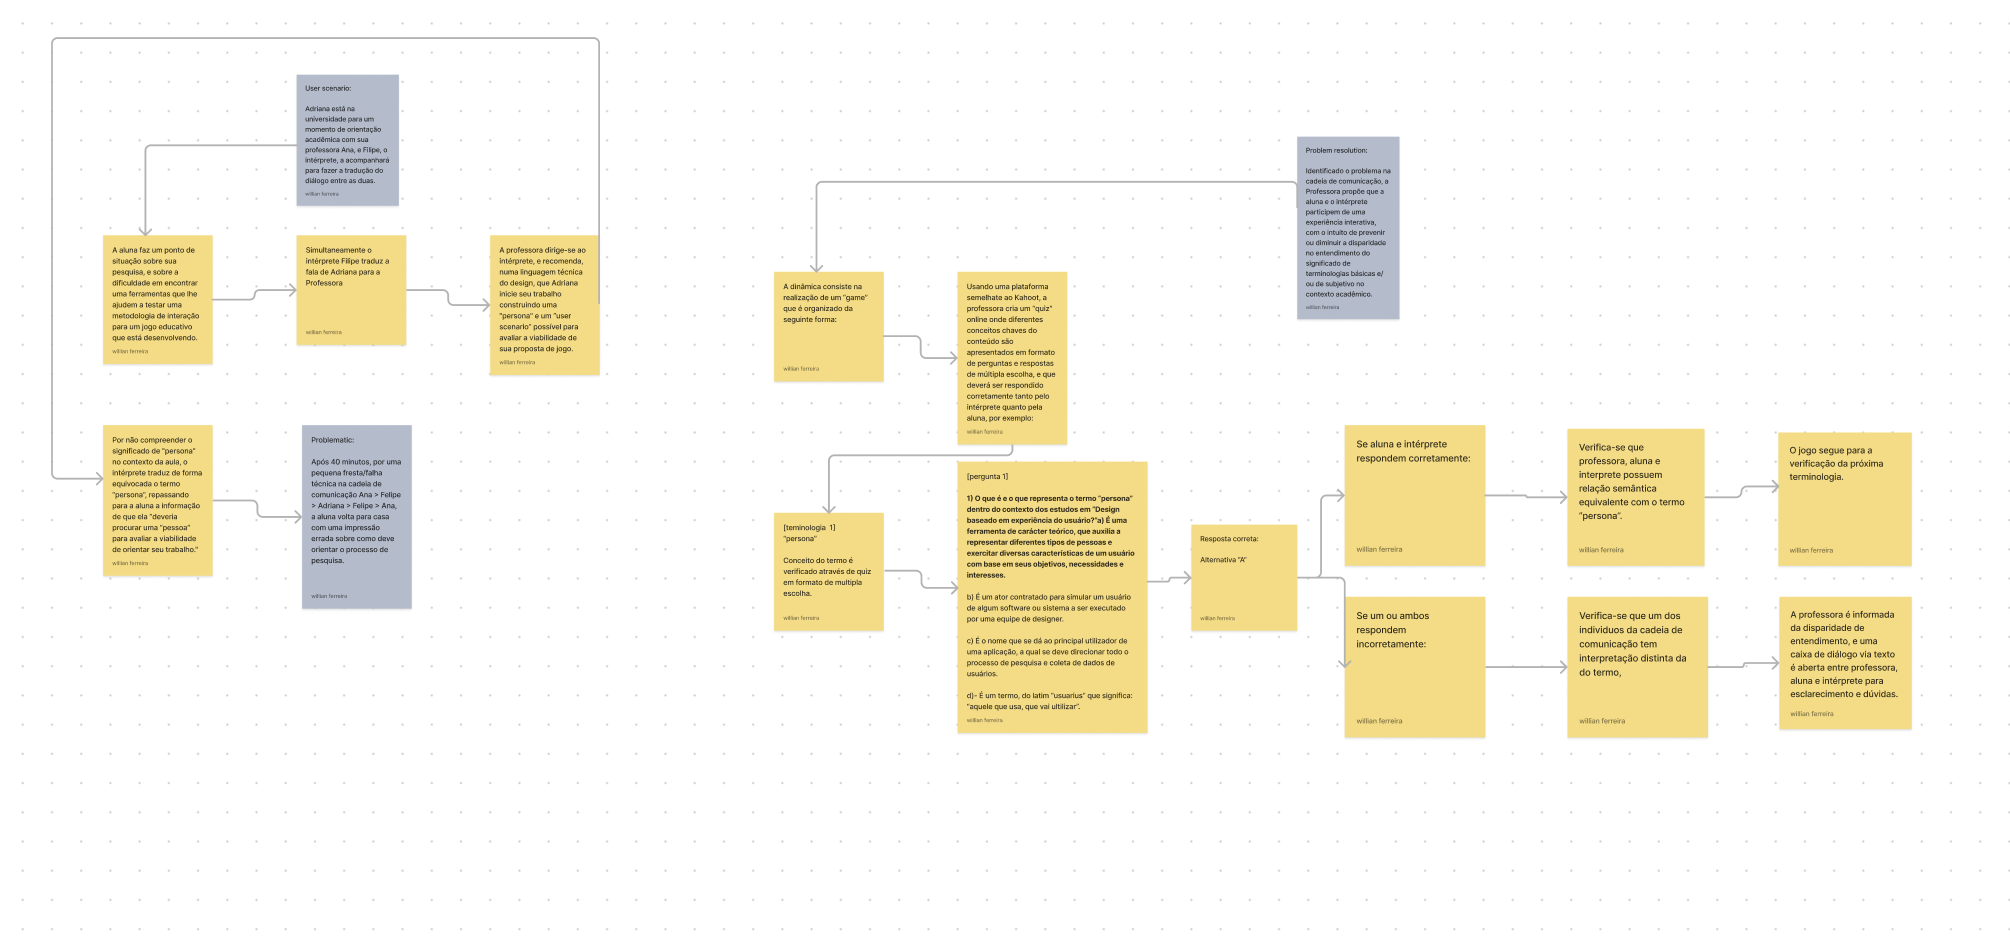 User scenario:
Adriana está na
universidade para um
momento de orientação
acadêmica com sua
professora Ana, e Filipe, o
intérprete, a acompanhará
para fazer a tradução do
diálogo entre as duas.
willian ferreira
A aluna faz um ponto de
situação sobre sua
pesquisa, e sobre a
dificuldade em encontrar
uma ferramentas que lhe
ajudem a testar uma
metodologia de interação
para um jogo educativo
que está desenvolvendo.
willian ferreira
Simultaneamente o
intérprete Filipe traduz a
fala de Adriana para a
Professora
willian ferreira
A professora dirige-se ao
intérprete, e recomenda,
numa linguagem técnica
do design, que Adriana
inicie seu trabalho
construindo uma
"persona" e um "user
scenario" possível para
avaliar a viabilidade de
sua proposta de jogo.
willian ferreira
Por não compreender o
significado de "persona"
no contexto da aula, o
intérprete traduz de forma
equivocada o termo
"persona", repassando
para a aluna a informação
de que ela "deveria
procurar uma "pessoa"
para avaliar a viabilidade
de orientar seu trabalho."
willian ferreira
Problematic:
Após 40 minutos, por uma
pequena fresta/falha
técnica na cadeia de
comunicação Ana > Felipe
> Adriana > Felipe > Ana,
a aluna volta para casa
com uma impressão
errada sobre como deve
orientar o processo de
pesquisa.
willian ferreira
Problem resolution:
Identificado o problema na
cadeia de comunicação, a
Professora propõe que a
aluna e o intérprete
participem de uma
experiência interativa,
com o intuito de prevenir
ou diminuir a disparidade
no entendimento do
significado de
terminologias básicas e/
ou de subjetivo no
contexto acadêmico.
willian ferreira
A dinâmica consiste na
realização de um "game"
que é organizado da
seguinte forma:
willian ferreira
Usando uma plataforma
semelhate ao Kahoot, a
professora cria um "quiz"
online onde diferentes
conceitos chaves do
conteúdo são
apresentados em formato
de perguntas e respostas
de múltipla escolha, e que
deverá ser respondido
corretamente tanto pelo
intérprete quanto pela
aluna, por exemplo:
willian ferreira
[teminologia 1]
"persona"
Conceito do termo é
verificado através de quiz
em formato de multipla
escolha.
willian ferreira
[pergunta 1]
1) O que é e o que representa o termo "persona"
dentro do contexto dos estudos em "Design
baseado em experiência do usuário?"a) É uma
ferramenta de carácter teórico, que auxilia a
representar diferentes tipos de pessoas e
exercitar diversas características de um usuário
com base em seus objetivos, necessidades e
interesses.
b) É um ator contratado para simular um usuário
de algum software ou sistema a ser executado
por uma equipe de designer.
c) É o nome que se dá ao principal utilizador de
uma aplicação, a qual se deve direcionar todo o
processo de pesquisa e coleta de dados de
usuários.
d)- É um termo, do latim "usuarius" que significa:
"aquele que usa, que vai ultilizar".
willian ferreira
Resposta correta:
Alternativa "A"
willian ferreira
Se aluna e intérprete
respondem corretamente:
willian ferreira
Verifica-se que
professora, aluna e
interprete possuem
relação semântica
equivalente com o termo
"persona".
willian ferreira
O jogo segue para a
verificação da próxima
terminologia.
willian ferreira
Se um ou ambos
respondem
incorretamente:
willian ferreira
Verifica-se que um dos
individuos da cadeia de
comunicação tem
interpretação distinta da
do termo,
willian ferreira
A professora é informada
da disparidade de
entendimento, e uma
caixa de diálogo via texto
é aberta entre professora,
aluna e intérprete para
esclarecimento e dúvidas.
willian ferreira